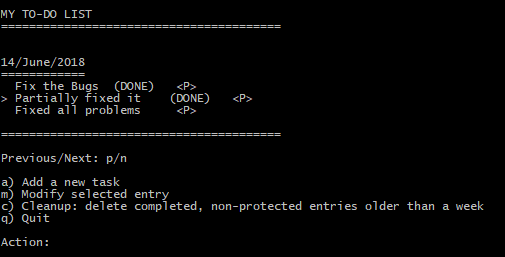 MY TO-DO LIST
========================================
14/June/2018
============
Fix the Bugs (DONE) <P>
> Partially fixed it (DONE) <P>
Fixed all problems <P>
========================================
Previous/Next: p/n
a) Add a new task
m) Modify selected entry
c) Cleanup: delete completed, non-protected entries older than a week
q) Quit
Action: